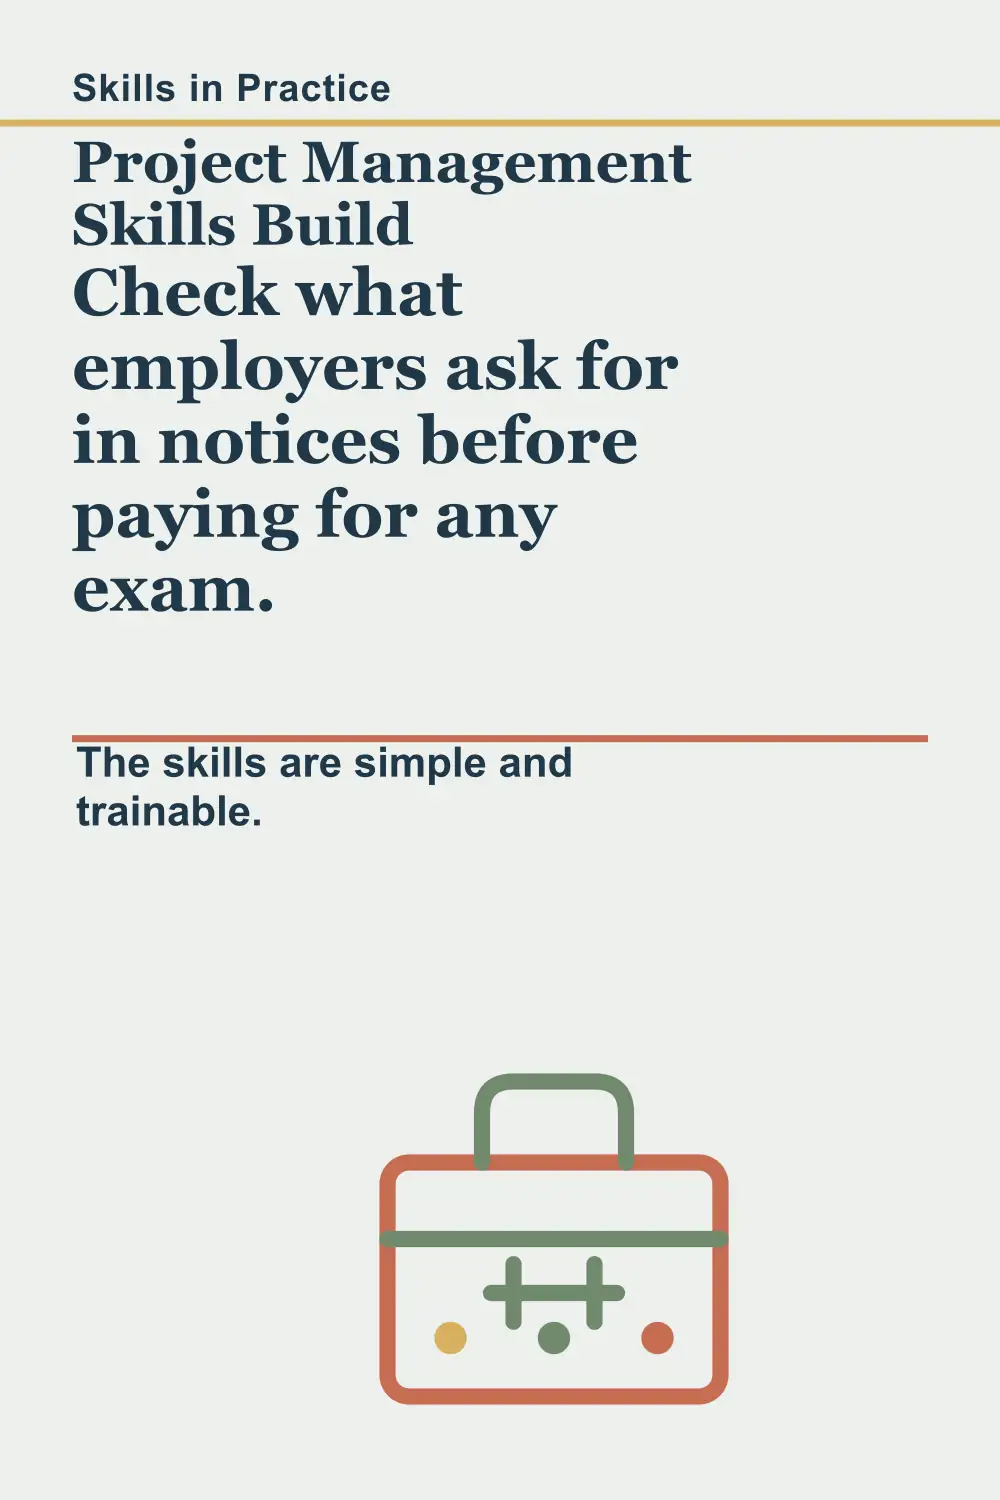 Skills in Practice
Project Management
Skills Build
Check what
employers ask for
in notices before
paying for any
exam.
The skills are simple and
trainable.